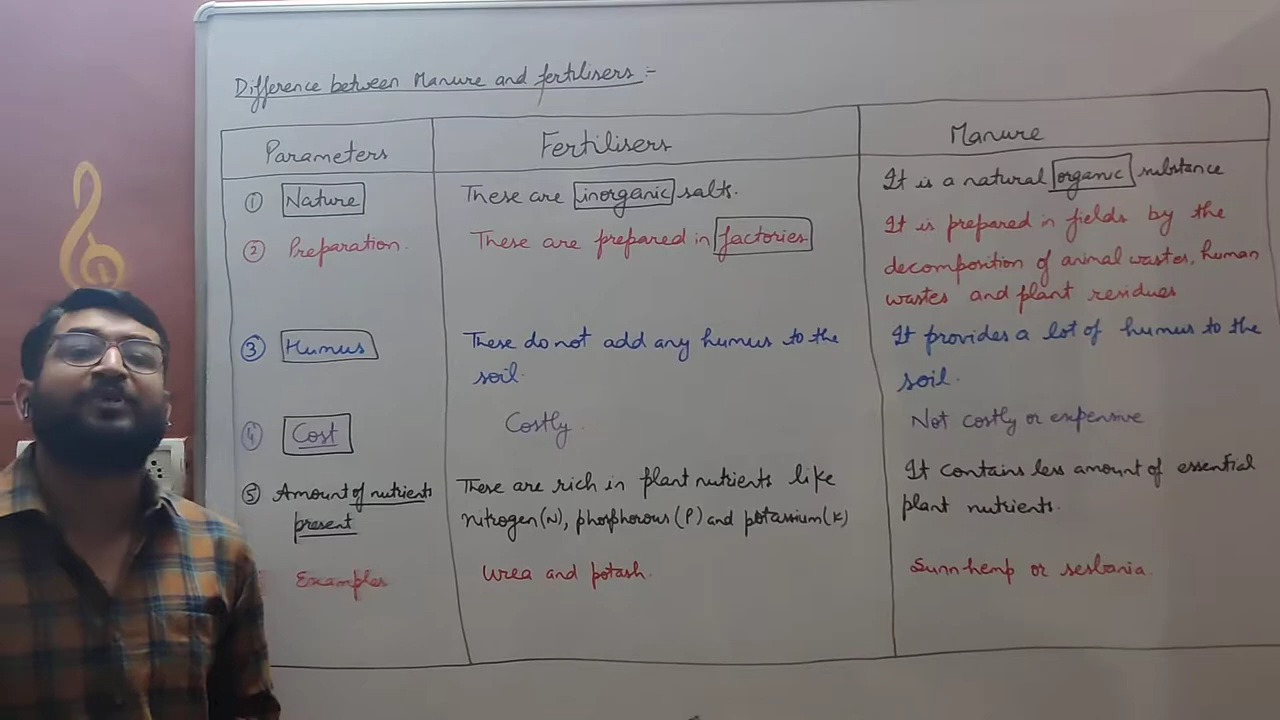 Difference between Manure and fertilisers :-
Parameters
Fertilisers
Manure
① Nature
These are inorganic salts.
It is a natural organic substance
② Preparation.
These are prepared in factories
It is prepared in fields by the
decomposition of animal wastes, human
wastes and plant residues
③ Humus
These do not add any humus to the
soil.
It provides a lot of humus to the
soil.
④ Cost
Costly.
Not costly or expensive
⑤ Amount of nutrients
present
These are rich in plant nutrients like
nitrogen(N), phosphorous (P) and potassium(K)
It contains less amount of essential
plant nutrients.
Examples
Urea and potash.
Sunnhemp or sesbania.